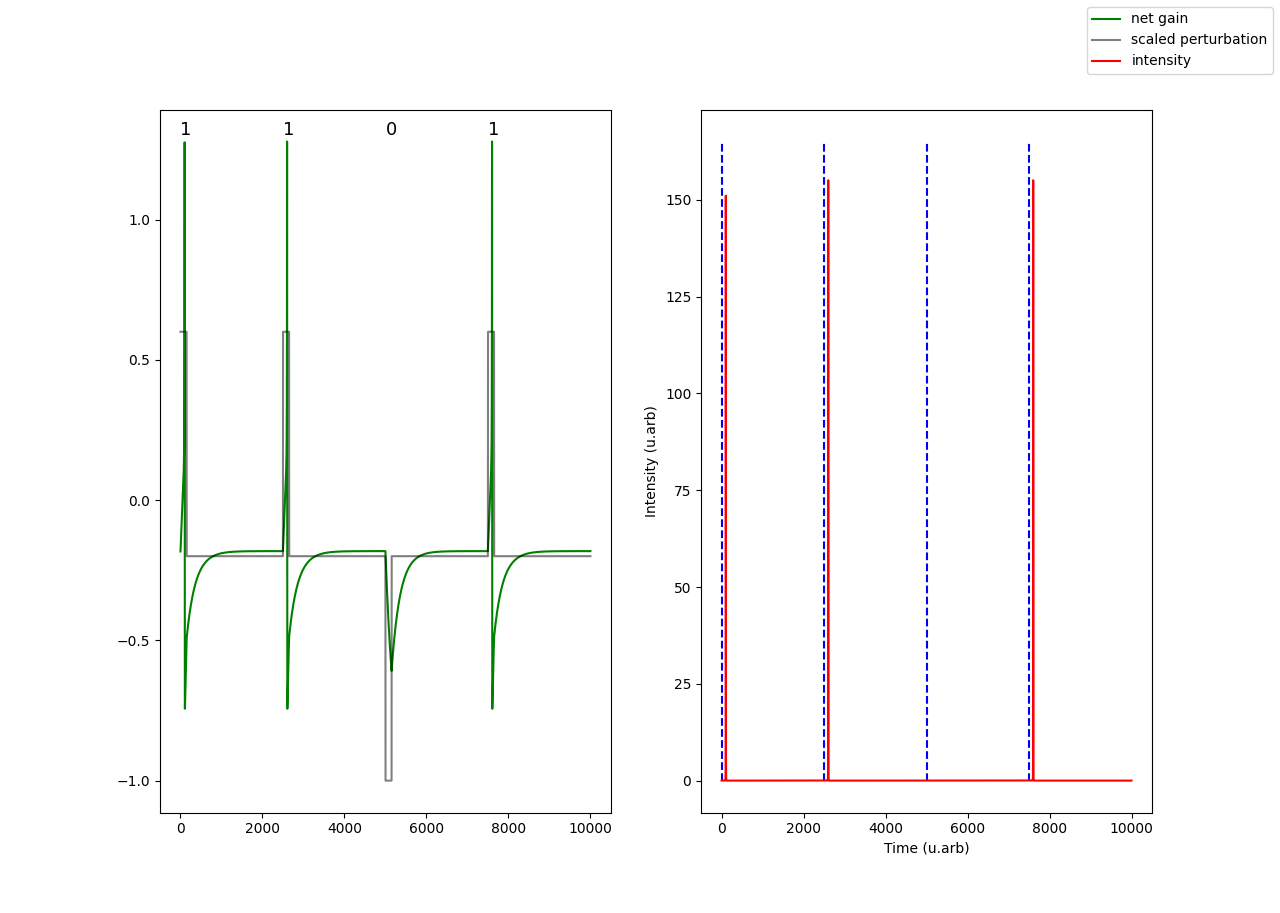 net gain
scaled perturbation
intensity
1 1 0 1
1.0
0.5
0.0
−0.5
−1.0
0 2000 4000 6000 8000 10000
150
125
100
75
50
25
0
Intensity (u.arb)
0 2000 4000 6000 8000 10000
Time (u.arb)